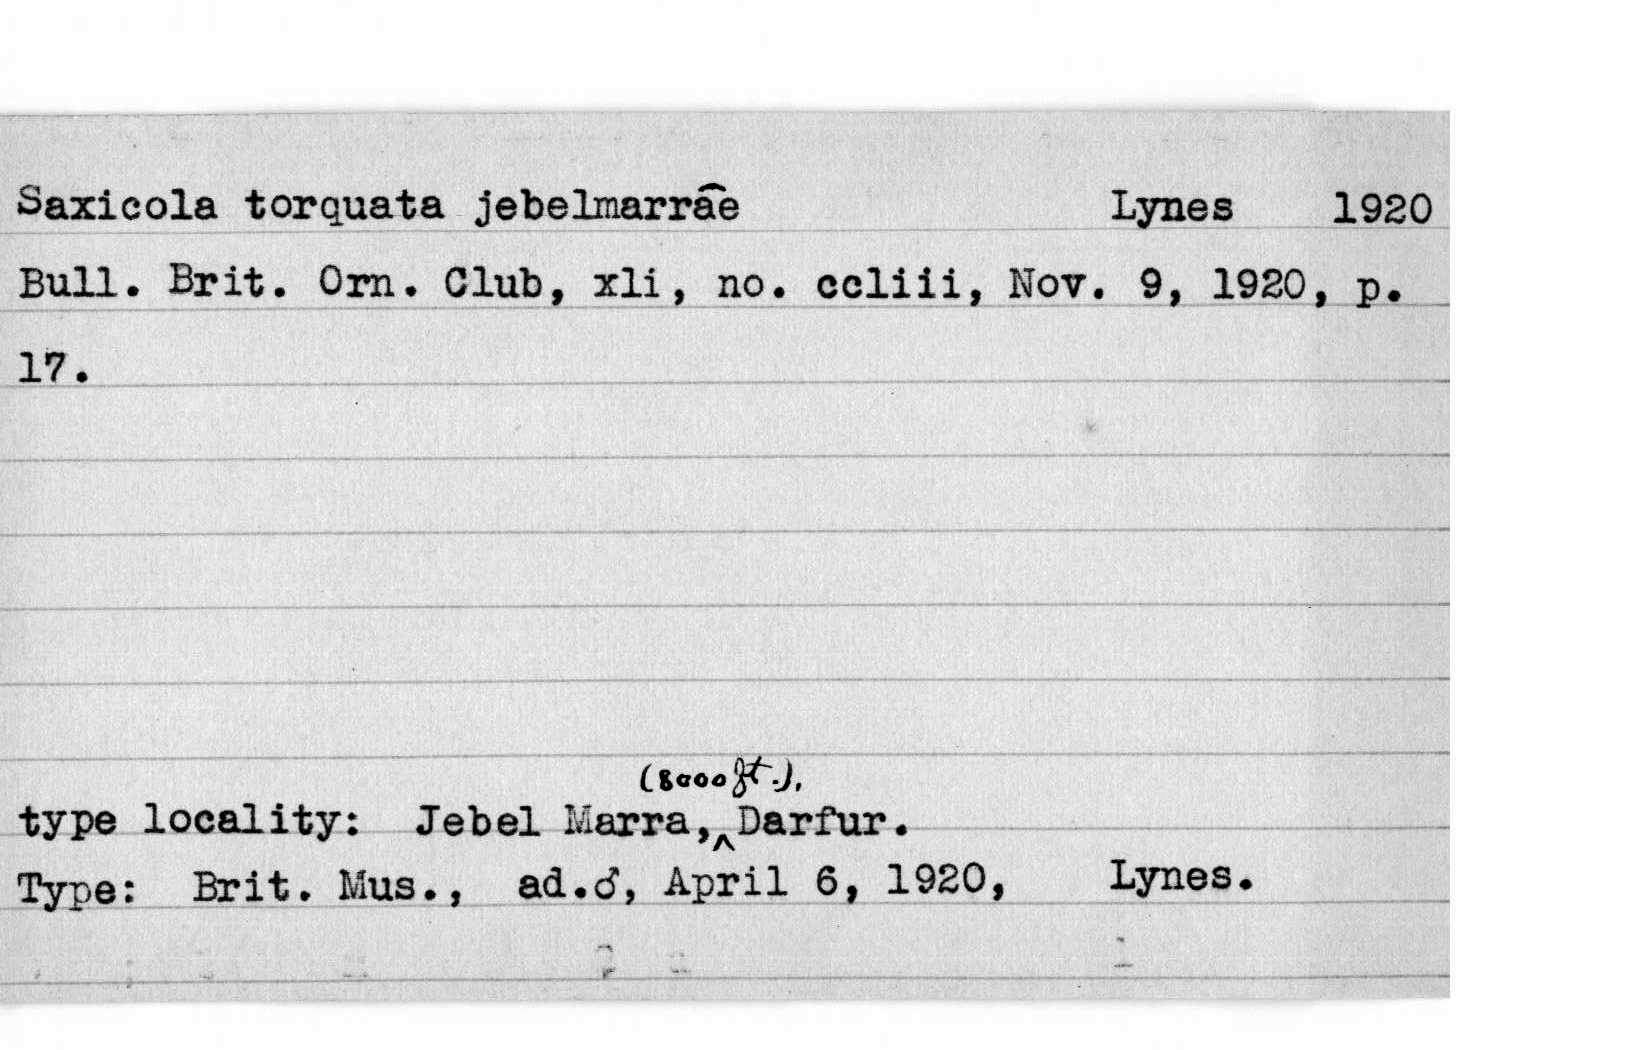 Saxicola torquata jebelmarrae Lynes 1920
Bull. Brit. Orn. Club, xli, no. ccliii, Nov. 9, 1920, p.
17.
(8000 ft.),
type locality: Jebel Marra,^Darfur.
Type: Brit. Mus., ad.♂, April 6, 1920, Lynes.